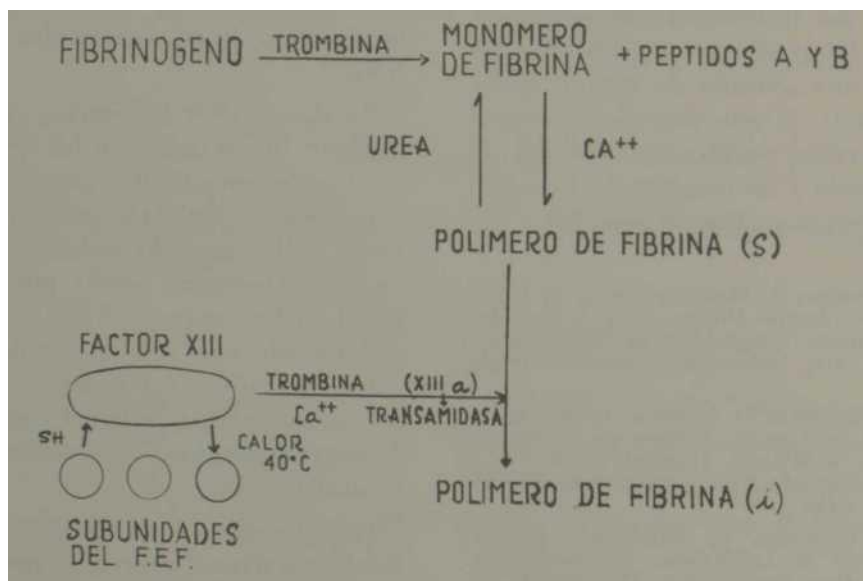 FIBRINOGENO TROMBINA MONOMERO DE FIBRINA + PEPTIDOS A Y B
UREA CA++
POLIMERO DE FIBRINA (S)
FACTOR XIII
TROMBINA (XIII a)
Ca++ TRANSAMIDASA
SH CALOR 40°C
POLIMERO DE FIBRINA (i)
SUBUNIDADES
DEL F.E.F.